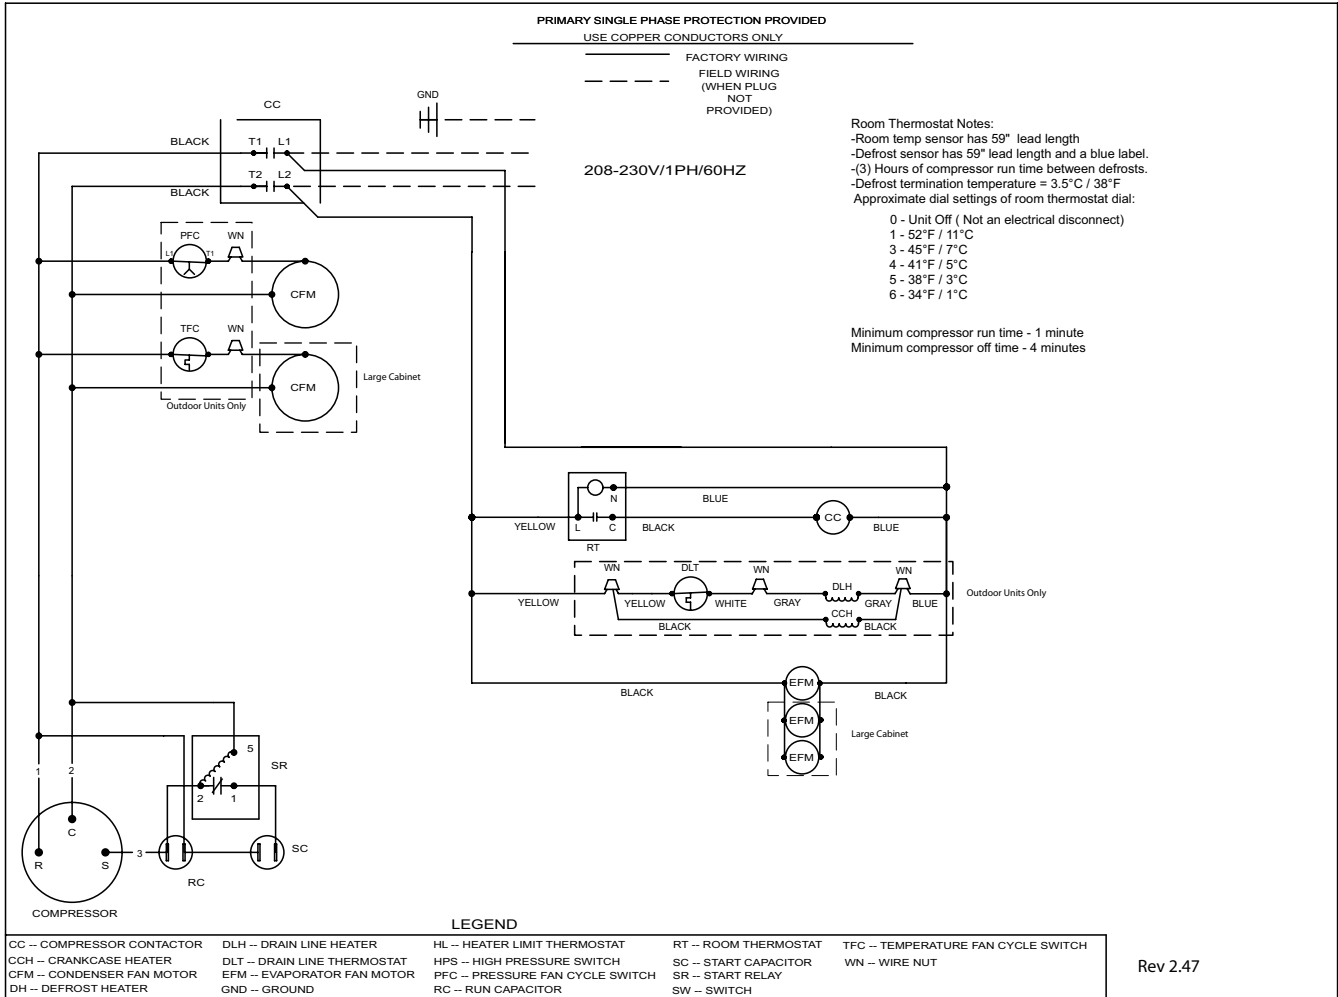 PRIMARY SINGLE PHASE PROTECTION PROVIDED
USE COPPER CONDUCTORS ONLY
FACTORY WIRING
FIELD WIRING
(WHEN PLUG
NOT
PROVIDED)
GND
CC
BLACK
T1
L1
208-230V/1PH/60HZ
T2
L2
BLACK
Room Thermostat Notes:
-Room temp sensor has 59" lead length
-Defrost sensor has 59" lead length and a blue label.
-(3) Hours of compressor run time between defrosts.
-Defrost termination temperature = 3.5°C / 38°F
Approximate dial settings of room thermostat dial:
0 - Unit Off ( Not an electrical disconnect)
1 - 52°F / 11°C
3 - 45°F / 7°C
4 - 41°F / 5°C
5 - 38°F / 3°C
6 - 34°F / 1°C
Minimum compressor run time - 1 minute
Minimum compressor off time - 4 minutes
PFC
WN
L1
T1
CFM
TFC
WN
CFM
Large Cabinet
Outdoor Units Only
N
BLUE
YELLOW
L
C
BLACK
CC
BLUE
RT
WN
DLT
WN
WN
DLH
Outdoor Units Only
YELLOW
YELLOW
WHITE
GRAY
GRAY
BLUE
CCH
BLACK
BLACK
EFM
BLACK
BLACK
EFM
Large Cabinet
EFM
5
SR
1
2
2
1
C
R
S
3
SC
RC
COMPRESSOR
LEGEND
CC -- COMPRESSOR CONTACTOR
CCH -- CRANKCASE HEATER
CFM -- CONDENSER FAN MOTOR
DH -- DEFROST HEATER
DLH -- DRAIN LINE HEATER
DLT -- DRAIN LINE THERMOSTAT
EFM -- EVAPORATOR FAN MOTOR
GND -- GROUND
HL -- HEATER LIMIT THERMOSTAT
HPS -- HIGH PRESSURE SWITCH
PFC -- PRESSURE FAN CYCLE SWITCH
RC -- RUN CAPACITOR
RT -- ROOM THERMOSTAT
SC -- START CAPACITOR
SR -- START RELAY
SW -- SWITCH
TFC -- TEMPERATURE FAN CYCLE SWITCH
WN -- WIRE NUT
Rev 2.47